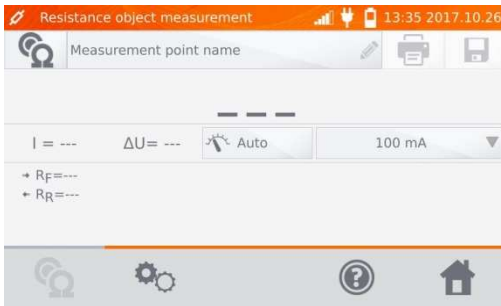 Resistance object measurement 13:35 2017.10.26
Measurement point name
---
I = --- ΔU= --- Auto 100 mA
→ RF=---
← RR=---